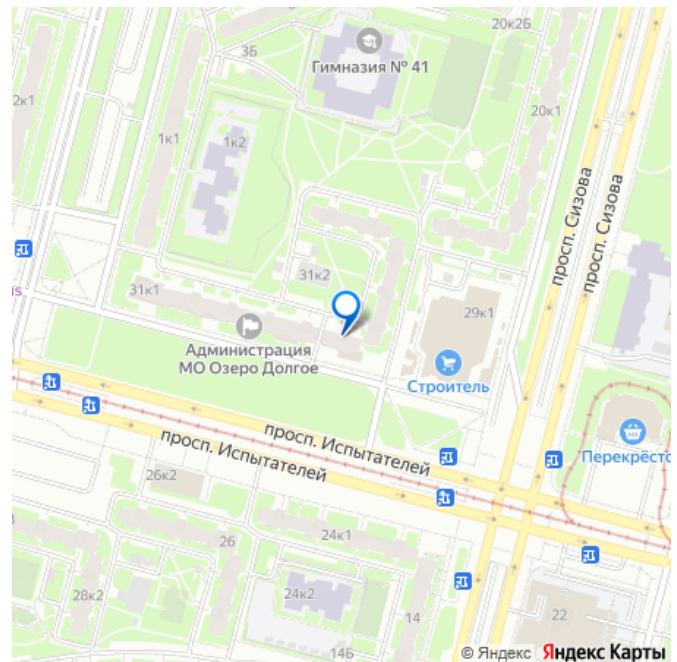 20к2Б
3Б
Гимназия № 41
2к1
20к1
1к1
1к2
просп. Сизова
просп. Сизова
31к2
31к1
29к1
Администрация
МО Озеро Долгое
Строитель
просп. Испытателей
просп. Испытателей
Перекрёсто
26к2
24к1
26
28к2
24к2
14
22
14Б
© Яндекс Яндекс Карты